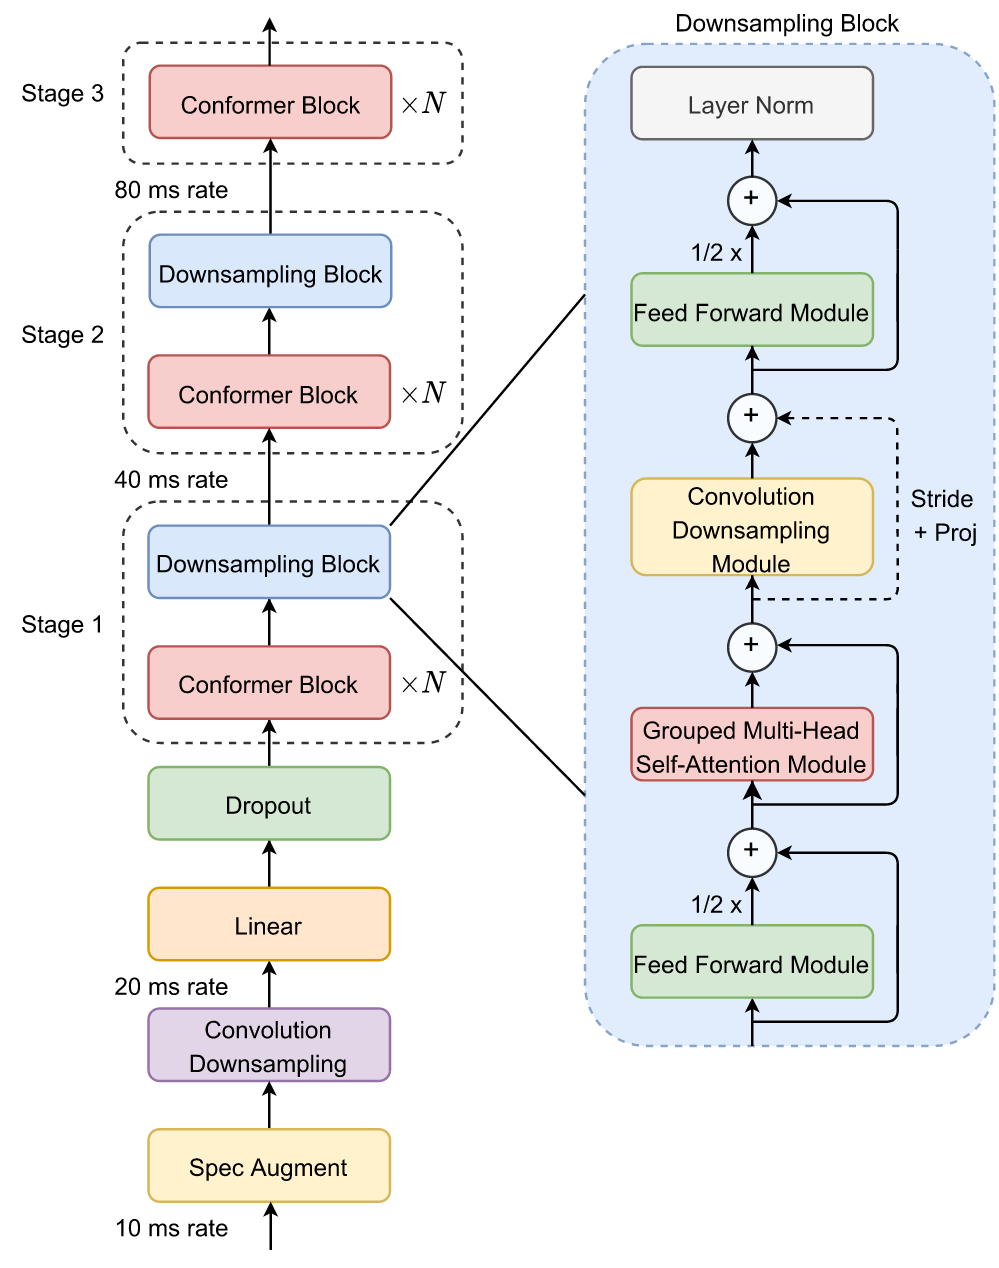 Stage 3
Conformer Block
×N
80 ms rate
Stage 2
Downsampling Block
Conformer Block
×N
40 ms rate
Stage 1
Downsampling Block
Conformer Block
×N
Dropout
Linear
20 ms rate
Convolution
Downsampling
Spec Augment
10 ms rate
Downsampling Block
Layer Norm
+
1/2 x
Feed Forward Module
+
Convolution
Downsampling
Module
Stride
+ Proj
+
Grouped Multi-Head
Self-Attention Module
+
1/2 x
Feed Forward Module